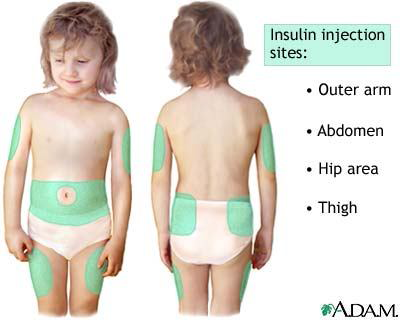 Insulin injection
sites:
• Outer arm
• Abdomen
• Hip area
• Thigh
A.D.A.M.